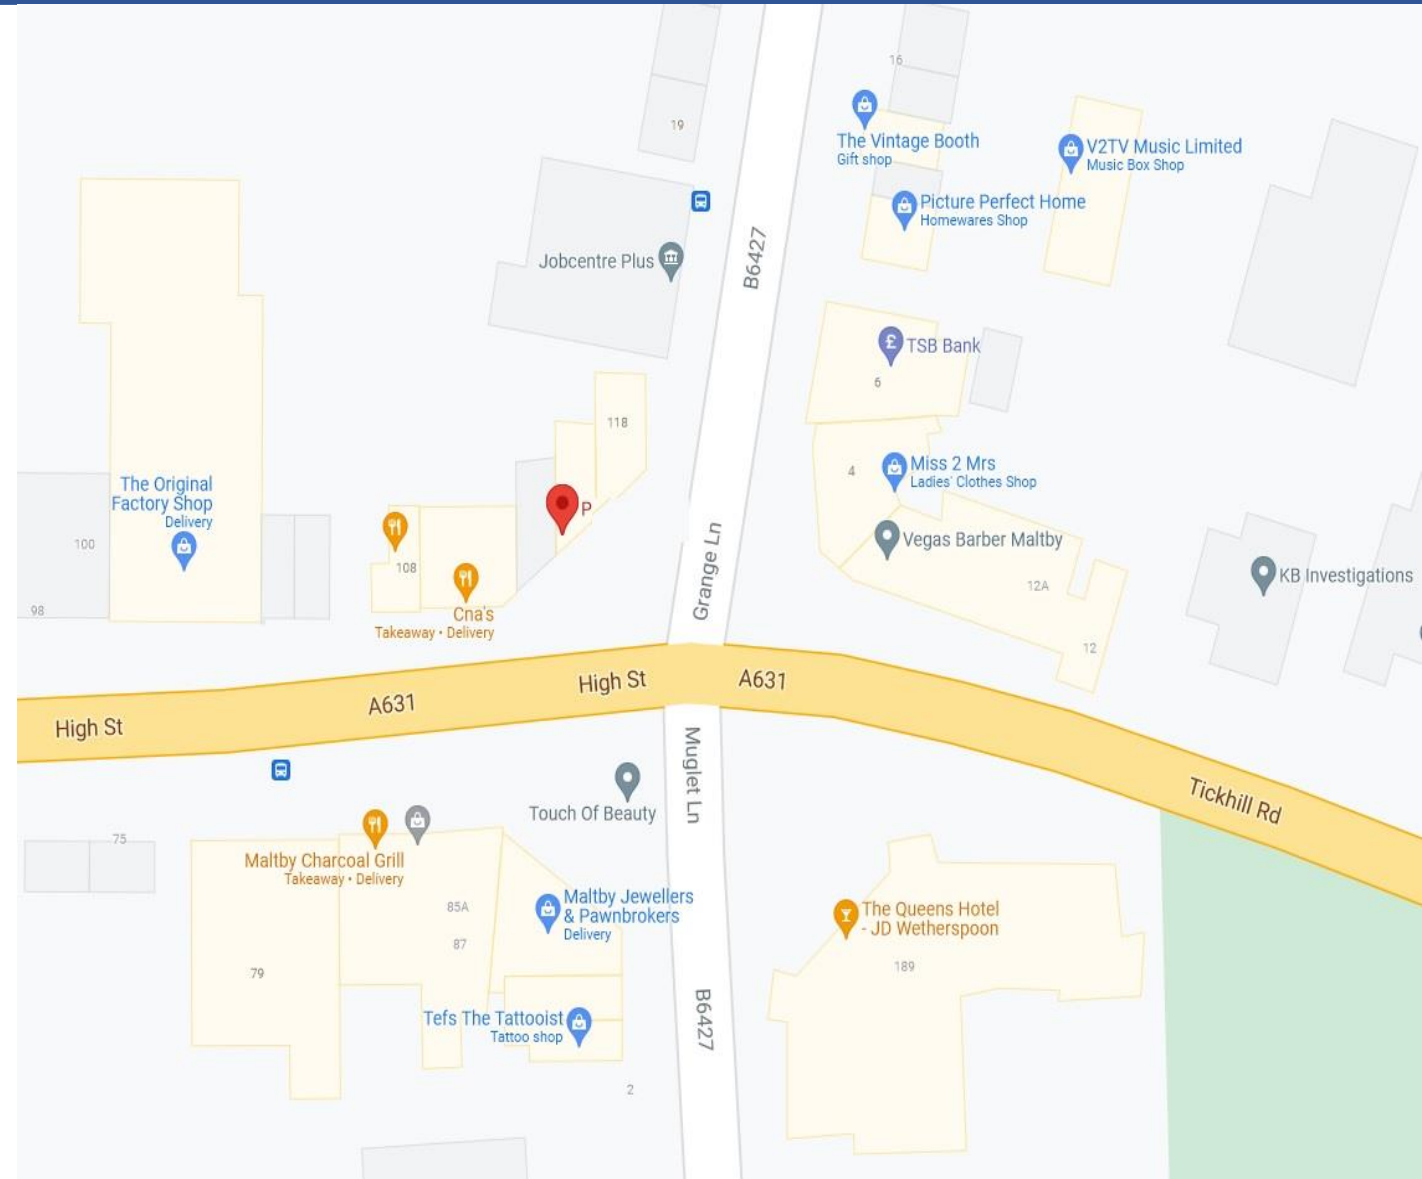 16
19
The Vintage Booth
Gift shop
V2TV Music Limited
Music Box Shop
Picture Perfect Home
Homewares Shop
B6427
Jobcentre Plus
£
TSB Bank
6
118
4
Miss 2 Mrs
Ladies' Clothes Shop
The Original
Factory Shop
Delivery
P
100
98
108
Cna's
Takeaway • Delivery
Grange Ln
Vegas Barber Maltby
12A
12
KB Investigations
High St
A631
High St
A631
Tickhill Rd
Muglet Ln
Touch Of Beauty
75
Maltby Charcoal Grill
Takeaway • Delivery
85A
87
79
Maltby Jewellers
& Pawnbrokers
Delivery
The Queens Hotel
- JD Wetherspoon
189
Tefs The Tattooist
Tattoo shop
B6427
2